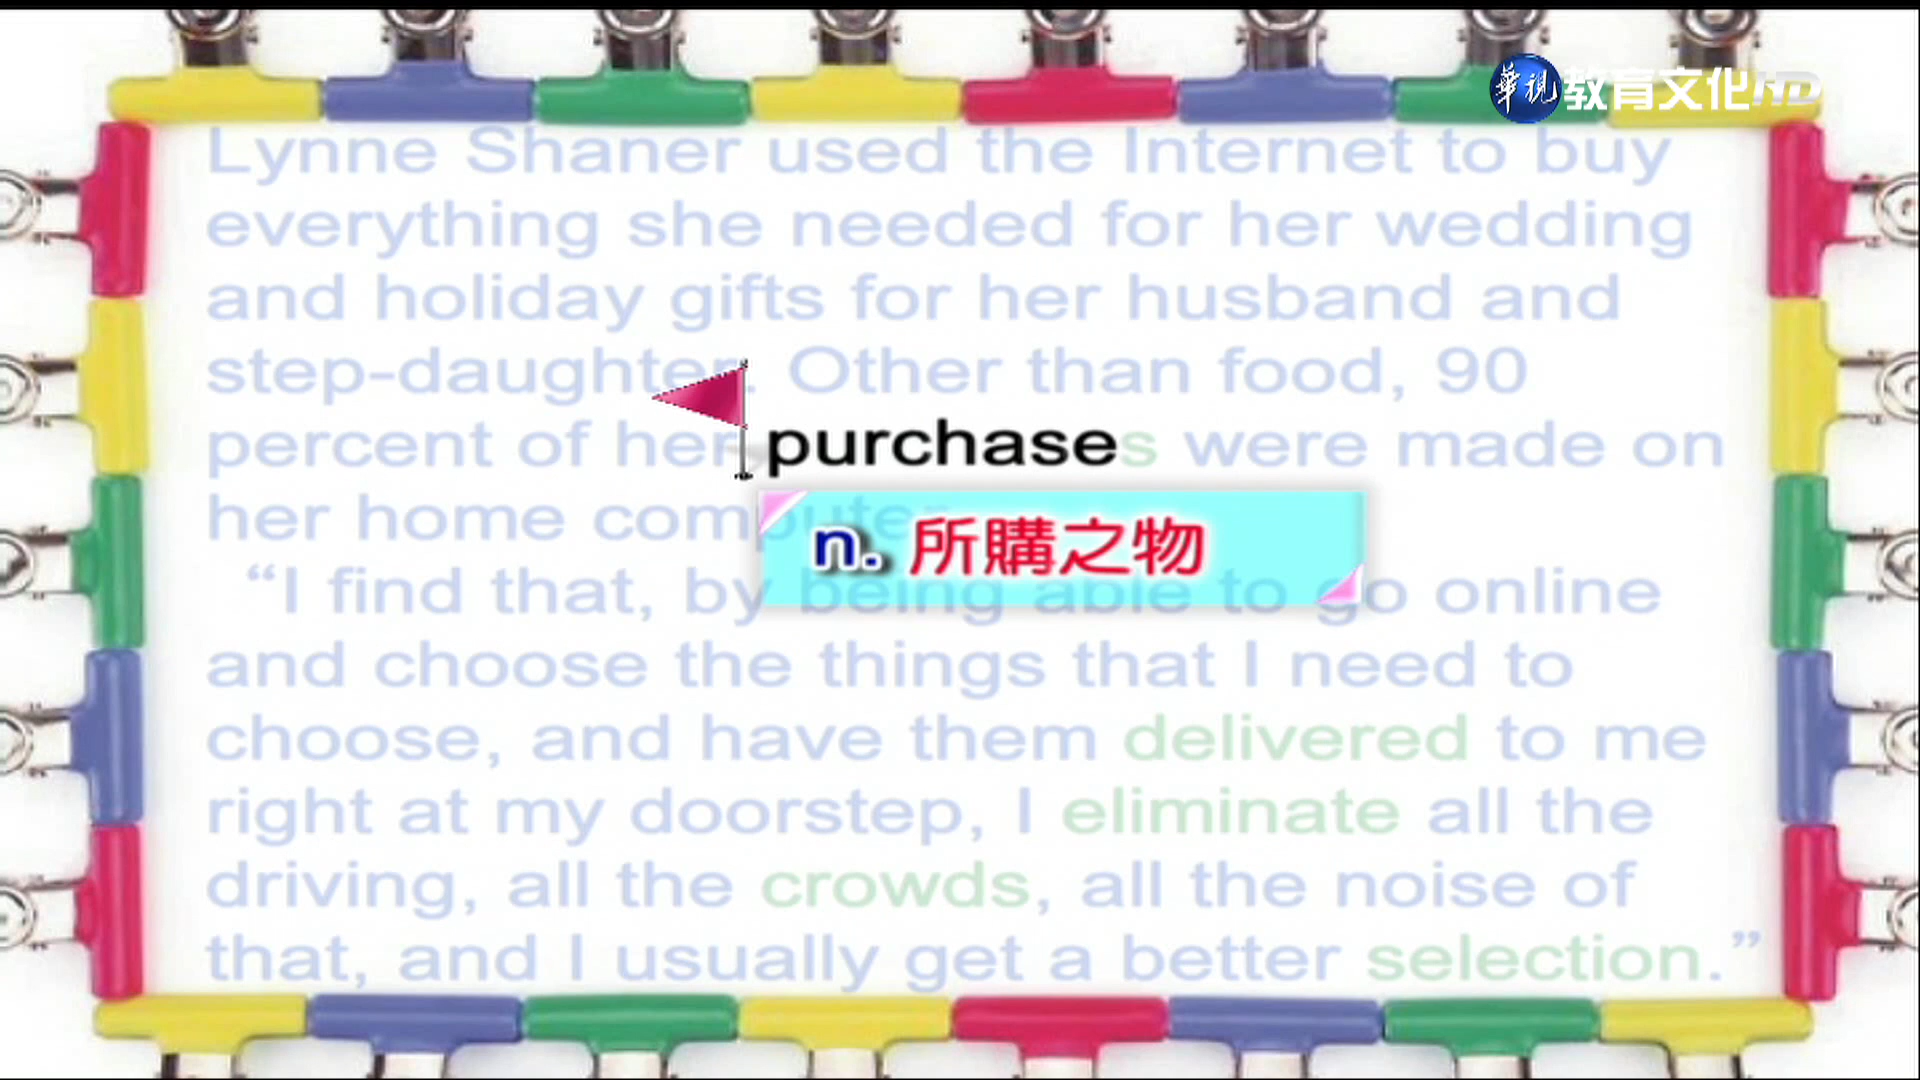 華視 教育文化HD
Lynne Shaner used the Internet to buy
everything she needed for her wedding
and holiday gifts for her husband and
step-daughter. Other than food, 90
percent of her purchases were made on
her home computer.
n. 所購之物
“I find that, by being able to go online
and choose the things that I need to
choose, and have them delivered to me
right at my doorstep, I eliminate all the
driving, all the crowds, all the noise of
that, and I usually get a better selection.”